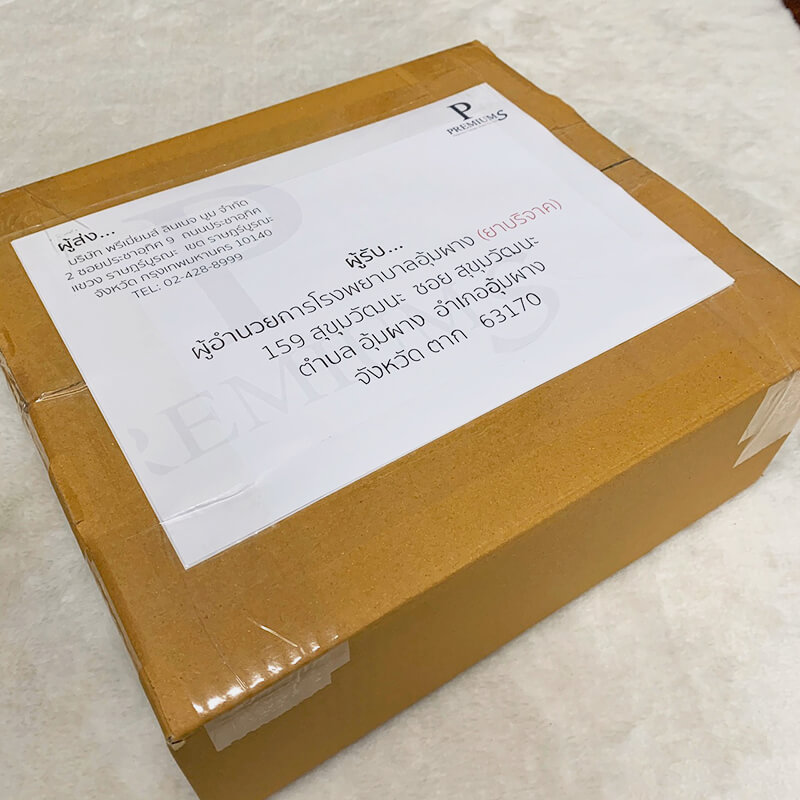 P
PREMIUMS
ผู้ส่ง...
บริษัท พรีเมี่ยนส์ ลินเนจ นูม จำกัด
2 ซอยประชาอุทิศ 9 ถนนประชาอุทิศ
แขวง ราษฎร์บูรณะ เขต ราษฎร์บูรณะ
จังหวัด กรุงเทพมหานคร 10140
TEL: 02-428-8999
ผู้รับ...
ผู้อำนวยการโรงพยาบาลอุ้มผาง (ยาบริจาค)
159 สุขุมวัฒนะ ซอย สุขุมวัฒนะ
ตำบล อุ้มผาง อำเภออุ้มผาง
จังหวัด ตาก 63170
P
PREMIUMS